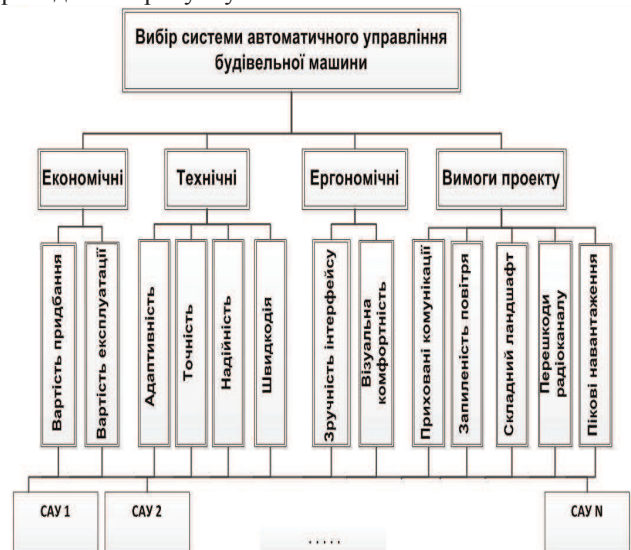 Вибір системи автоматичного управління
будівельної машини
Економічні
Технічні
Ергономічні
Вимоги проекту
Вартість придбання
Вартість експлуатації
Адаптивність
Точність
Надійність
Швидкодія
Зручність інтерфейсу
Візуальна
комфортність
Приховані комунікації
Запиленість повітря
Складний ландшафт
Перешкоди
радіоканалу
Пікові навантаження
САУ 1
САУ 2
.....
САУ N